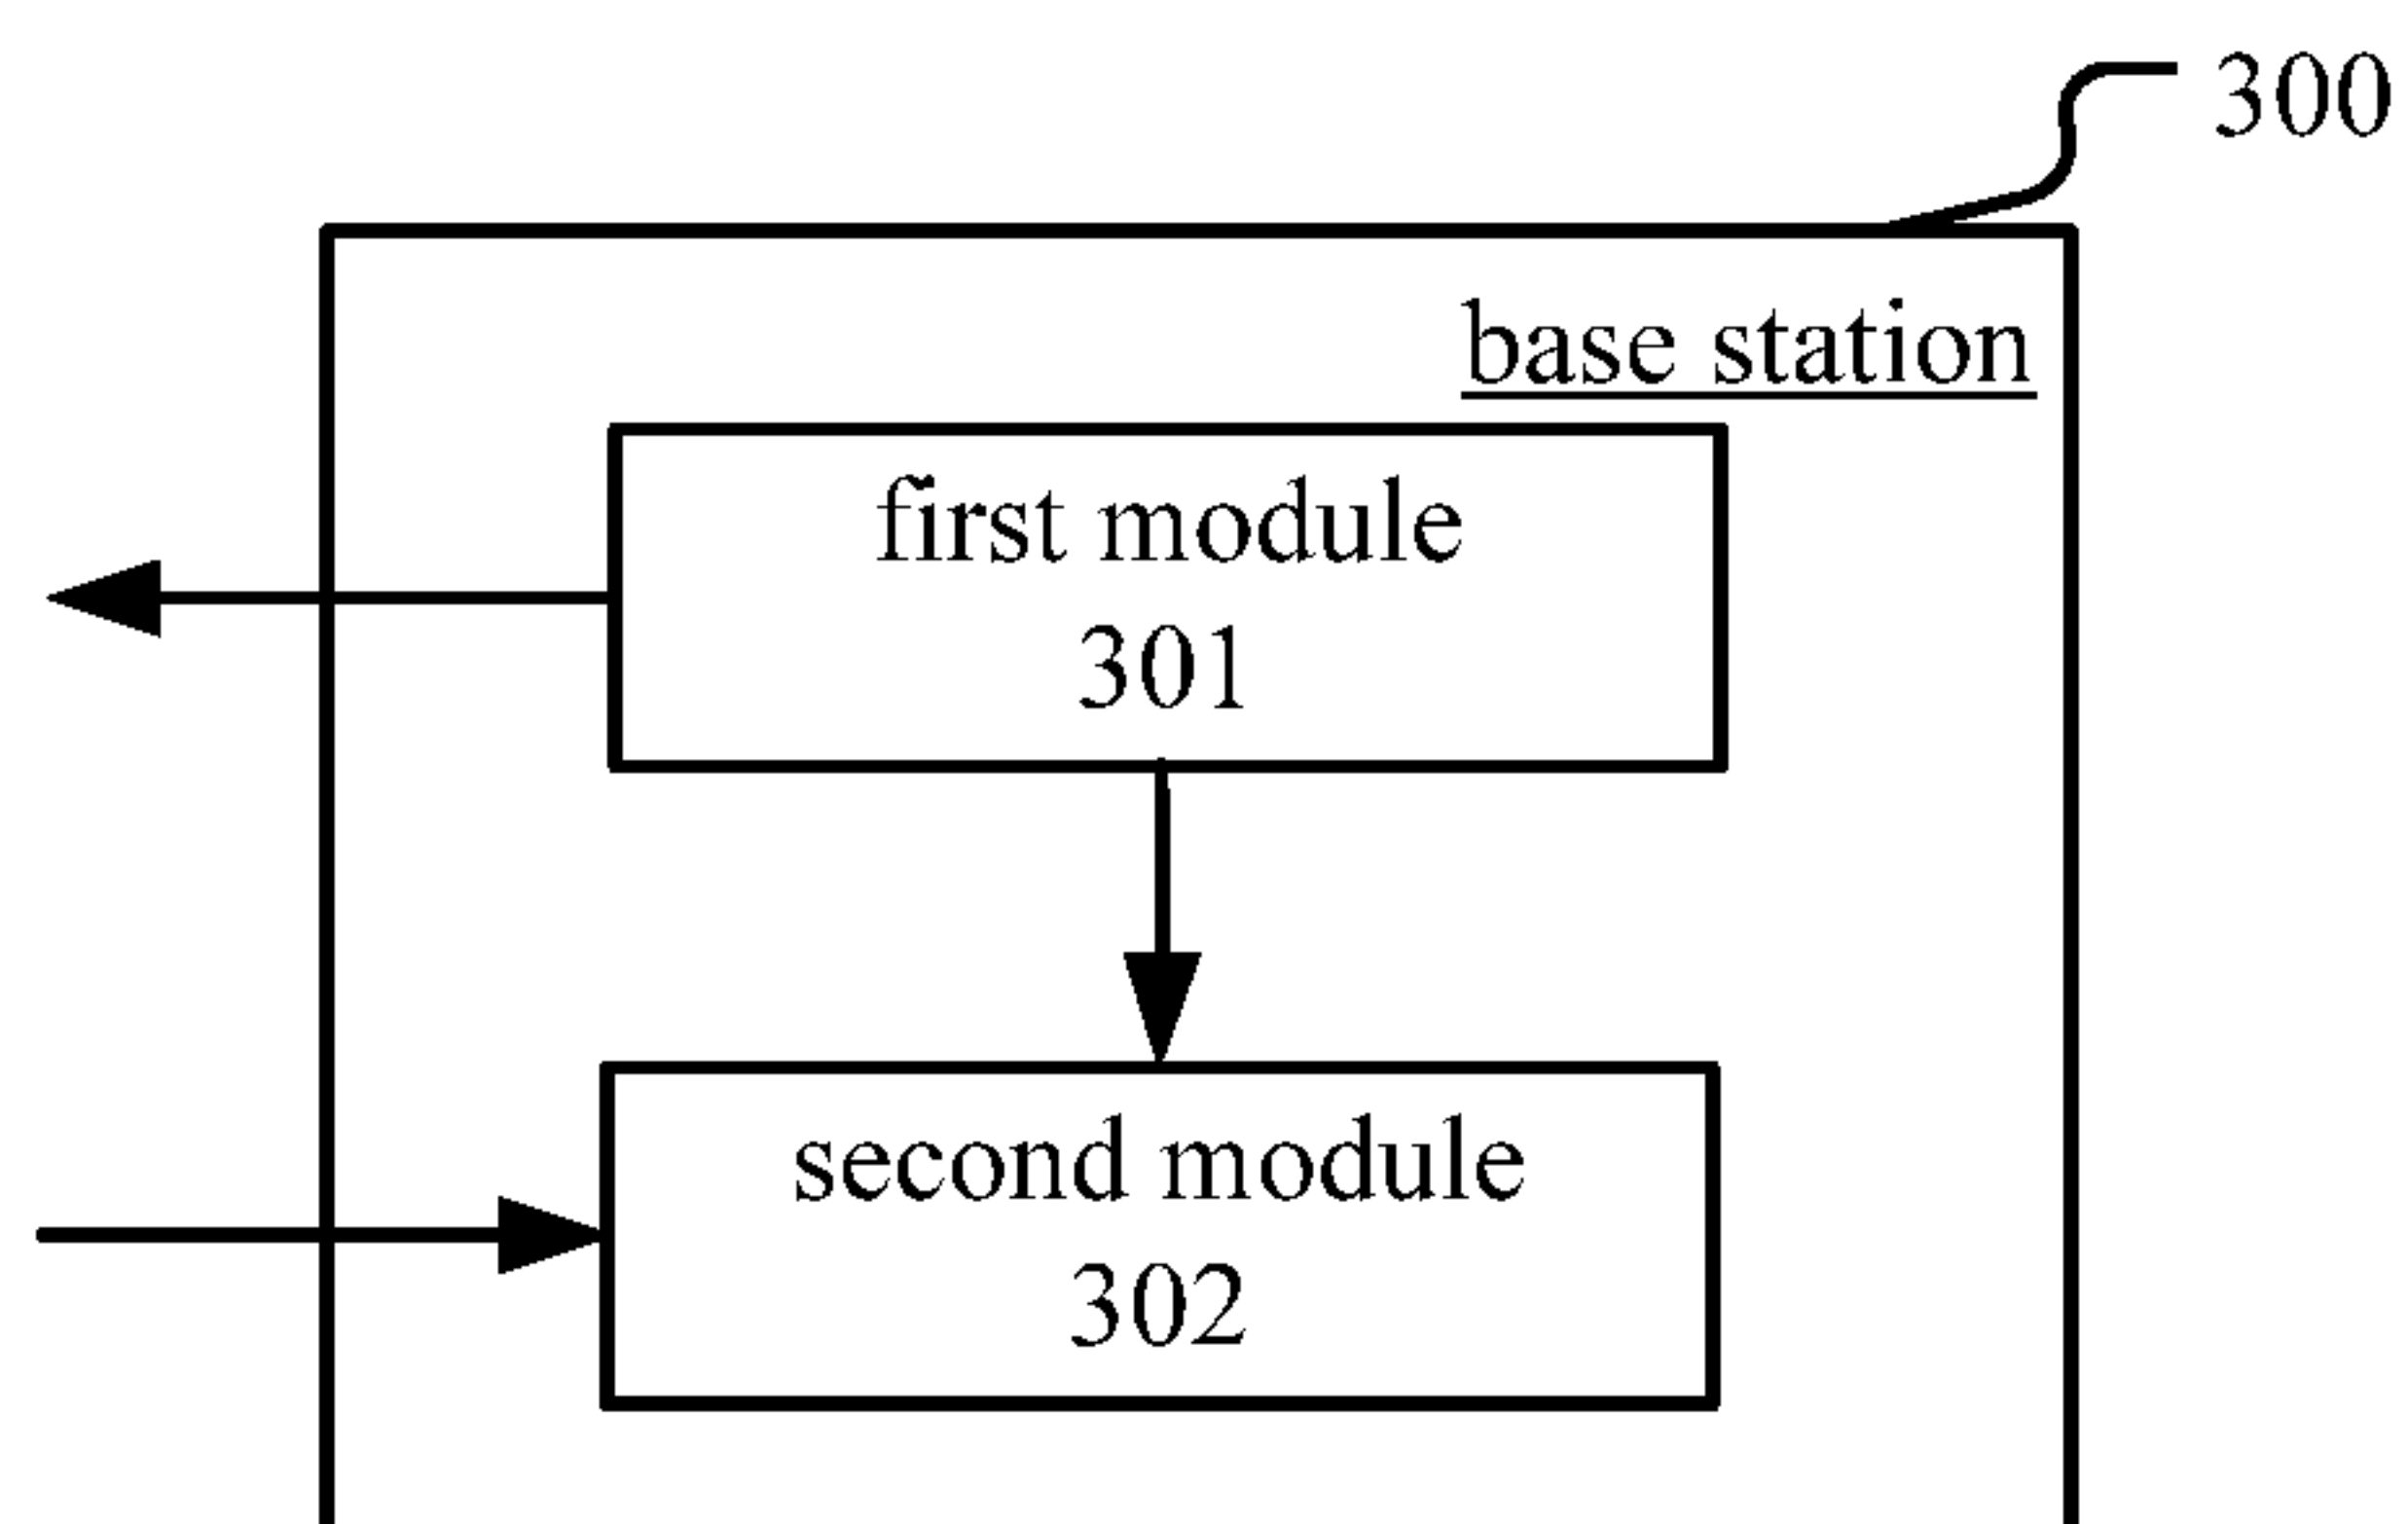 300
base station
first module
301
second module
302